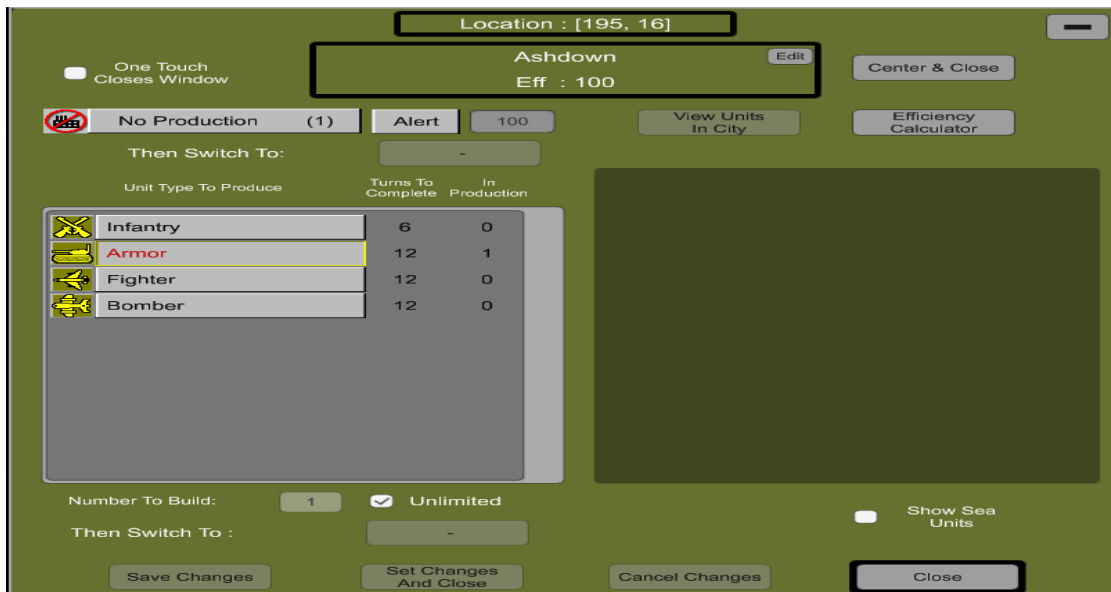 Location : [195, 16]
One Touch
Closes Window
Ashdown
Edit
Eff : 100
Center & Close
No Production (1)
Alert
100
View Units
In City
Efficiency
Calculator
Then Switch To:
-
Unit Type To Produce
Turns To
Complete
In
Production
Infantry 6 0
Armor 12 1
Fighter 12 0
Bomber 12 0
Number To Build:
1
Unlimited
Then Switch To :
-
Show Sea
Units
Save Changes
Set Changes
And Close
Cancel Changes
Close